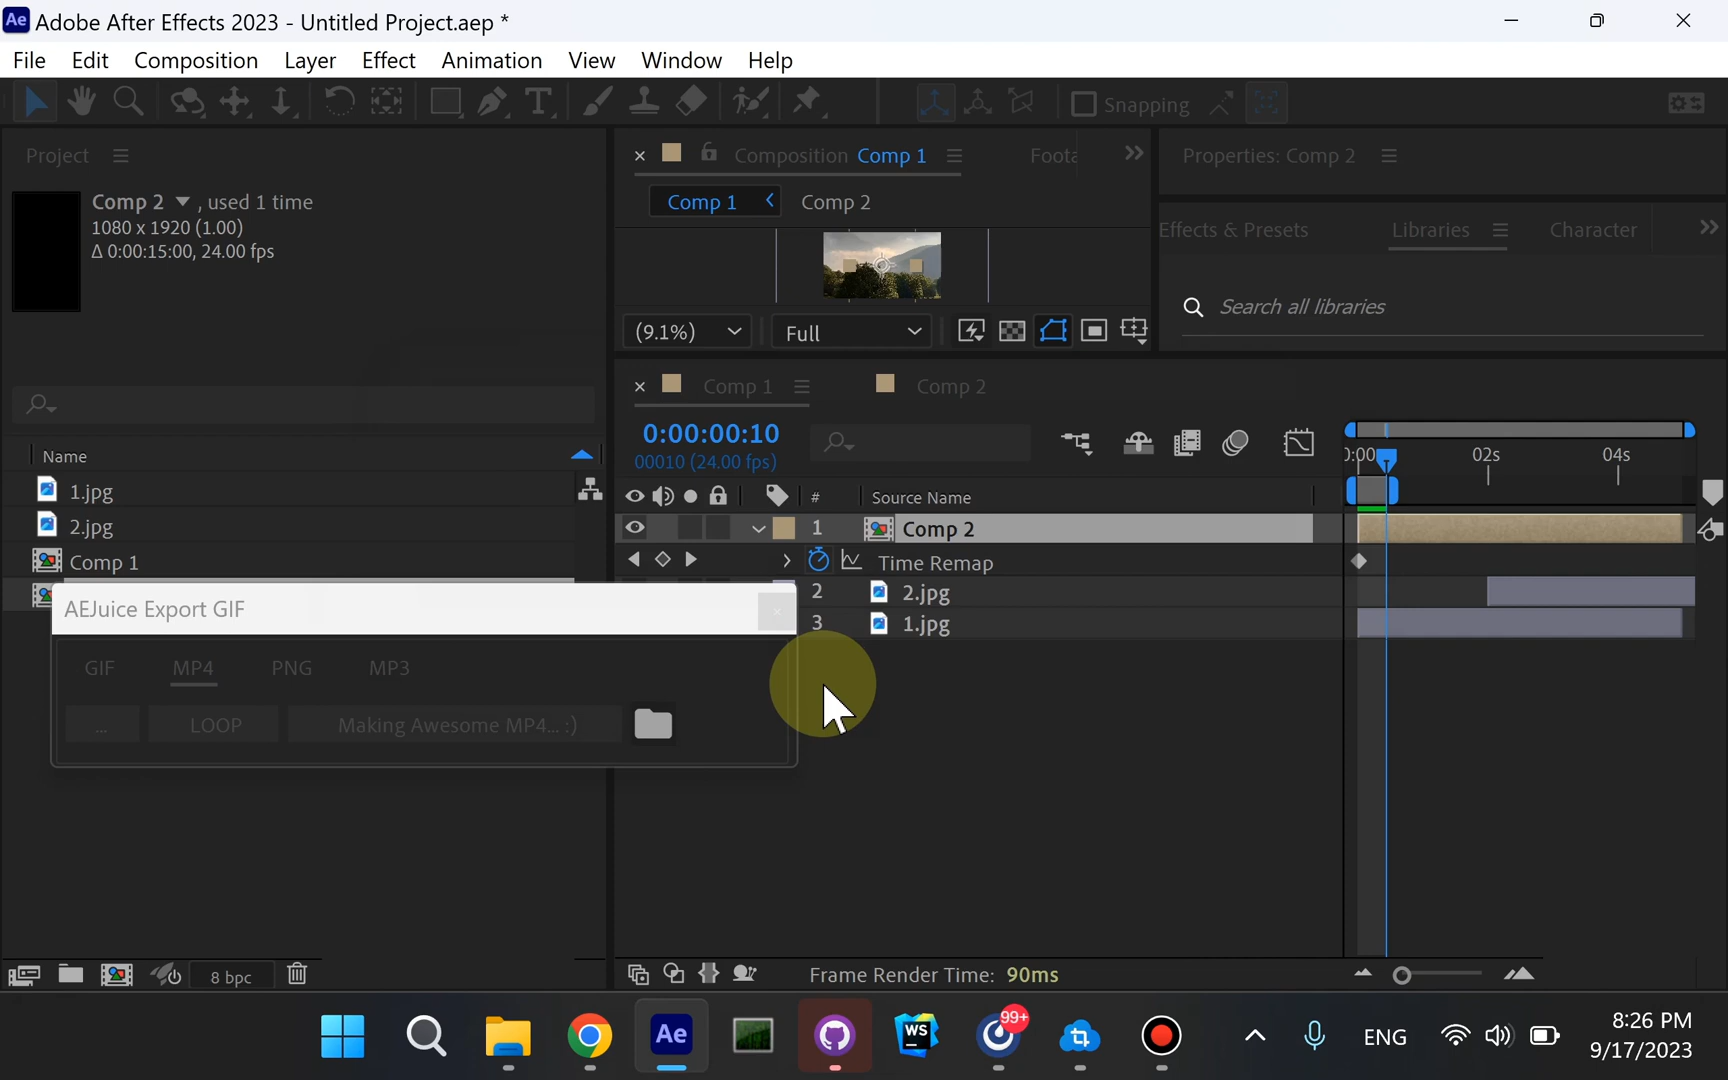 Ae Adobe After Effects 2023 - Untitled Project.aep *
File Edit Composition Layer Effect Animation View Window Help
Snapping
Project
Comp 2 , used 1 time
1080 x 1920 (1.00)
Δ 0:00:15:00, 24.00 fps
Name
1.jpg
2.jpg
Comp 1
AEJuice Export GIF
GIF MP4 PNG MP3
... LOOP Making Awesome MP4... :)
8 bpc
Composition Comp 1 Foota
Comp 1 Comp 2
(9.1%) Full
Properties: Comp 2
Effects & Presets Libraries Character
Search all libraries
Comp 1 Comp 2
0:00:00:10
00010 (24.00 fps)
0:00 02s 04s
# Source Name
1 Comp 2
Time Remap
2 2.jpg
3 1.jpg
Frame Render Time: 90ms
Ae WS 99+ ENG
8:26 PM
9/17/2023